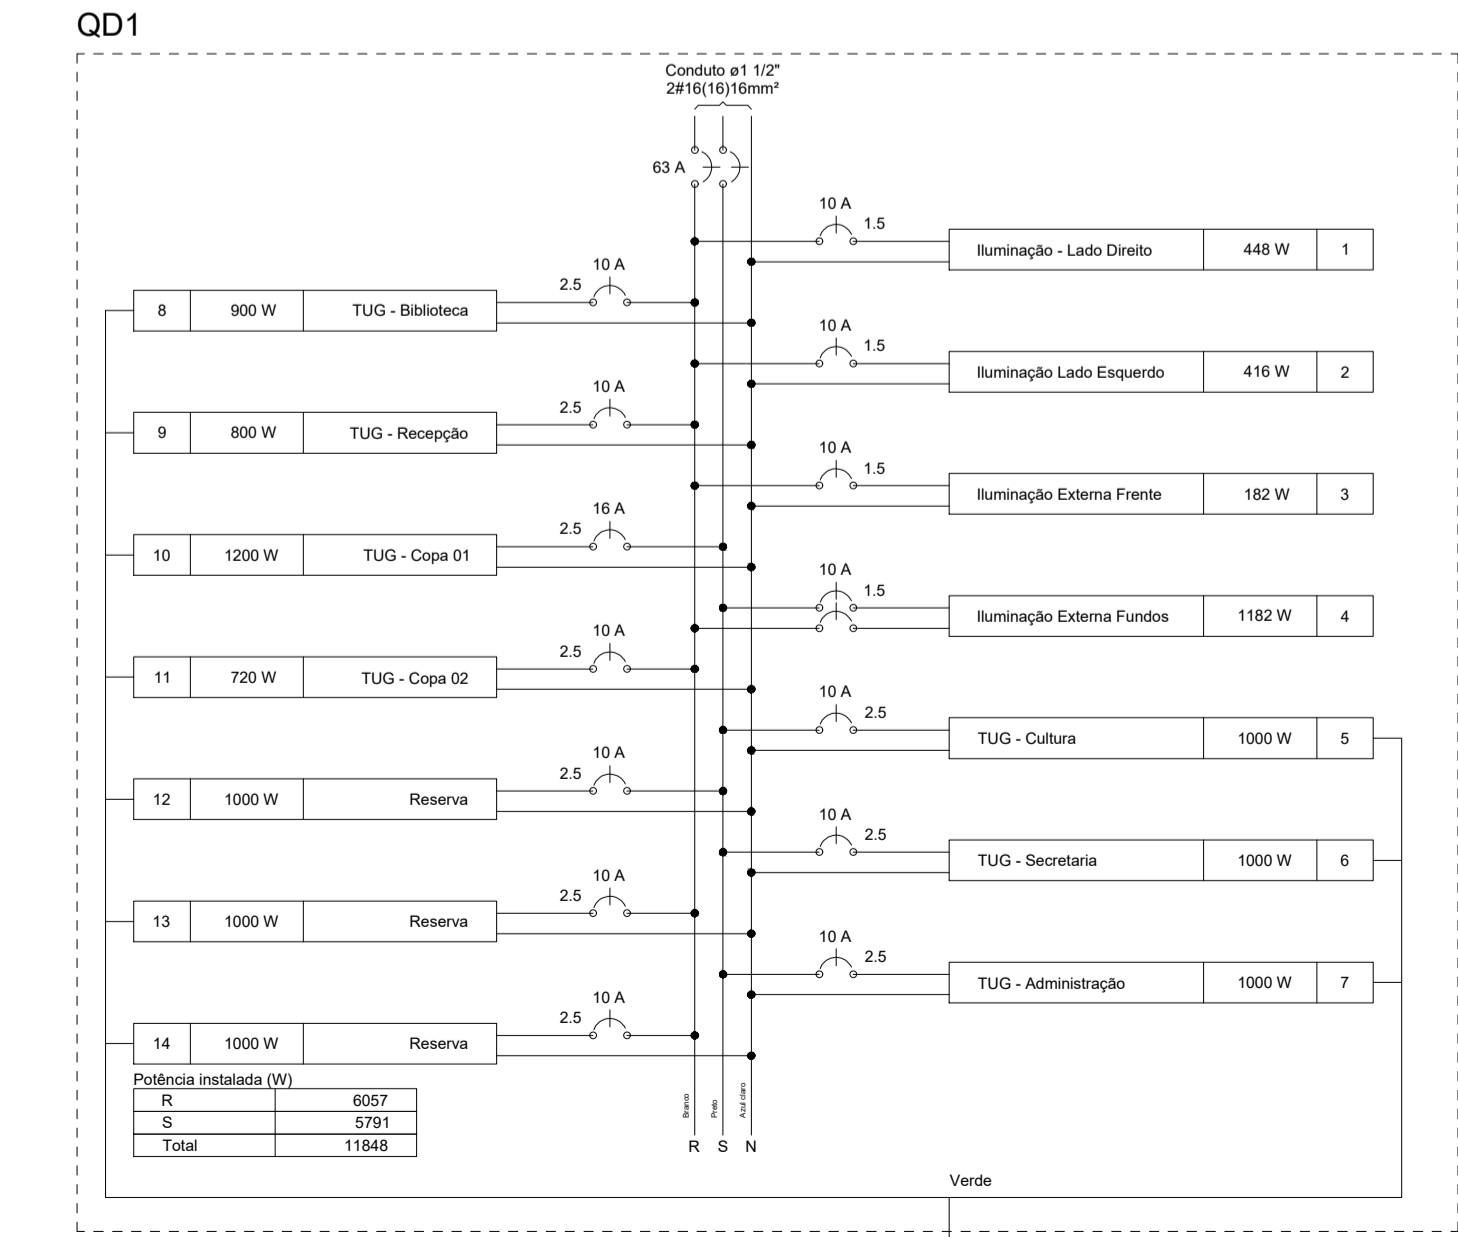 QD1
Conduto ø1 1/2"
2#16(16)16mm²
63 A
10 A
1.5
Iluminação - Lado Direito 448 W 1
10 A
2.5
8 900 W TUG - Biblioteca
10 A
1.5
Iluminação Lado Esquerdo 416 W 2
10 A
2.5
9 800 W TUG - Recepção
10 A
1.5
Iluminação Externa Frente 182 W 3
16 A
2.5
10 1200 W TUG - Copa 01
10 A
1.5
Iluminação Externa Fundos 1182 W 4
10 A
2.5
11 720 W TUG - Copa 02
10 A
2.5
TUG - Cultura 1000 W 5
10 A
2.5
12 1000 W Reserva
10 A
2.5
TUG - Secretaria 1000 W 6
10 A
2.5
13 1000 W Reserva
10 A
2.5
TUG - Administração 1000 W 7
10 A
2.5
14 1000 W Reserva
Potência instalada (W)
R 6057
S 5791
Total 11848
Branco
Preto
Azul claro
R S N
Verde